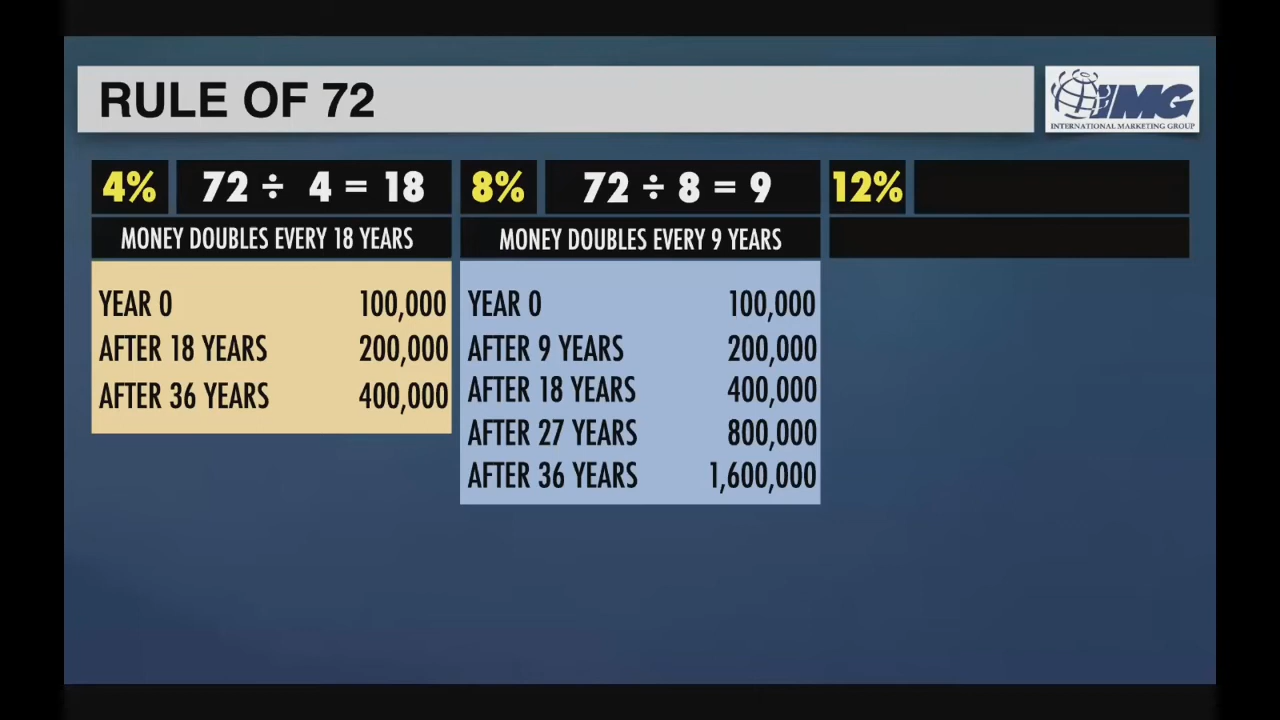 RULE OF 72
IMG
INTERNATIONAL MARKETING GROUP
4% 72 ÷ 4 = 18
MONEY DOUBLES EVERY 18 YEARS
YEAR 0 100,000
AFTER 18 YEARS 200,000
AFTER 36 YEARS 400,000
8% 72 ÷ 8 = 9
MONEY DOUBLES EVERY 9 YEARS
YEAR 0 100,000
AFTER 9 YEARS 200,000
AFTER 18 YEARS 400,000
AFTER 27 YEARS 800,000
AFTER 36 YEARS 1,600,000
12%